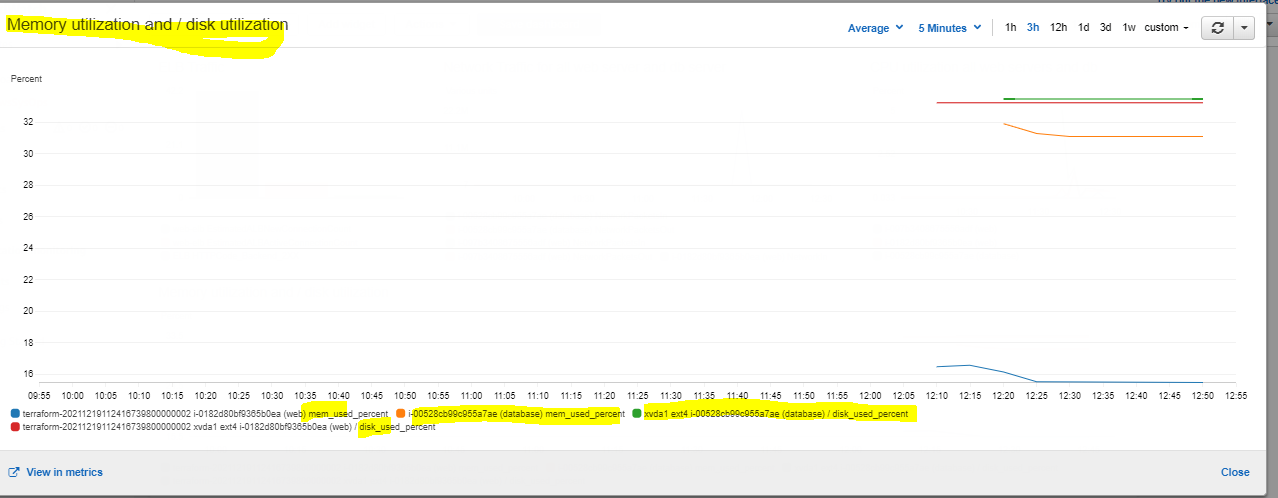 Memory utilization and / disk utilization
Average 5 Minutes 1h 3h 12h 1d 3d 1w custom
Percent
32
30
28
26
24
22
20
18
16
09:55 10:00 10:05 10:10 10:15 10:20 10:25 10:30 10:35 10:40 10:45 10:50 10:55 11:00 11:05 11:10 11:15 11:20 11:25 11:30 11:35 11:40 11:45 11:50 11:55 12:00 12:05 12:10 12:15 12:20 12:25 12:30 12:35 12:40 12:45 12:50 12:55
terraform-20211219112416739800000002 i-0182d80bf9365b0ea (web) mem_used_percent i-00528cb99c955a7ae (database) mem_used_percent xvda1 ext4 i-00528cb99c955a7ae (database) / disk_used_percent
terraform-20211219112416739800000002 xvda1 ext4 i-0182d80bf9365b0ea (web) / disk_used_percent
View in metrics Close